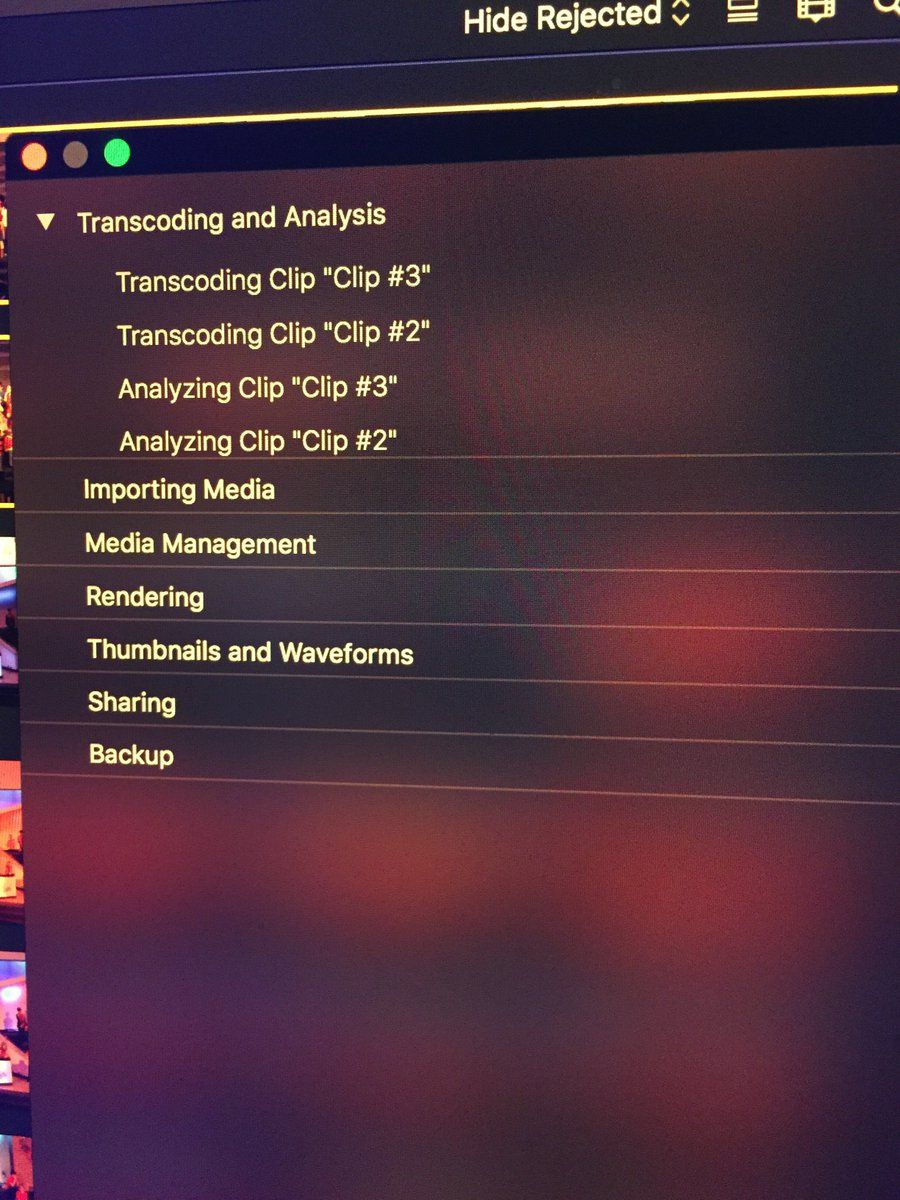 Hide Rejected
Transcoding and Analysis
Transcoding Clip "Clip #3"
Transcoding Clip "Clip #2"
Analyzing Clip "Clip #3"
Analyzing Clip "Clip #2"
Importing Media
Media Management
Rendering
Thumbnails and Waveforms
Sharing
Backup